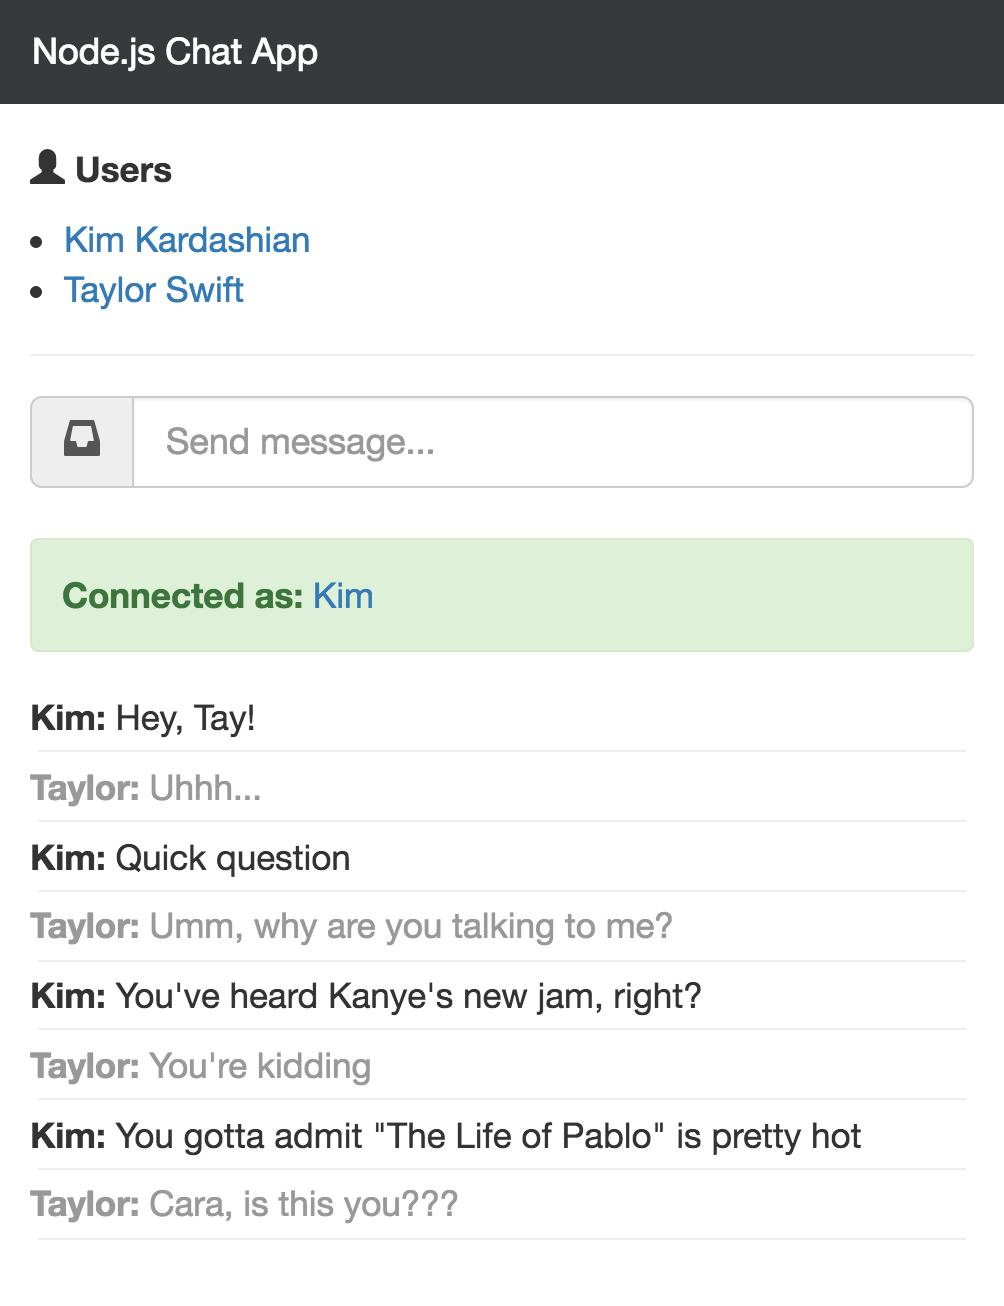 Node.js Chat App
Users
Kim Kardashian
Taylor Swift
Send message...
Connected as: Kim
Kim: Hey, Tay!
Taylor: Uhhh...
Kim: Quick question
Taylor: Umm, why are you talking to me?
Kim: You've heard Kanye's new jam, right?
Taylor: You're kidding
Kim: You gotta admit "The Life of Pablo" is pretty hot
Taylor: Cara, is this you???